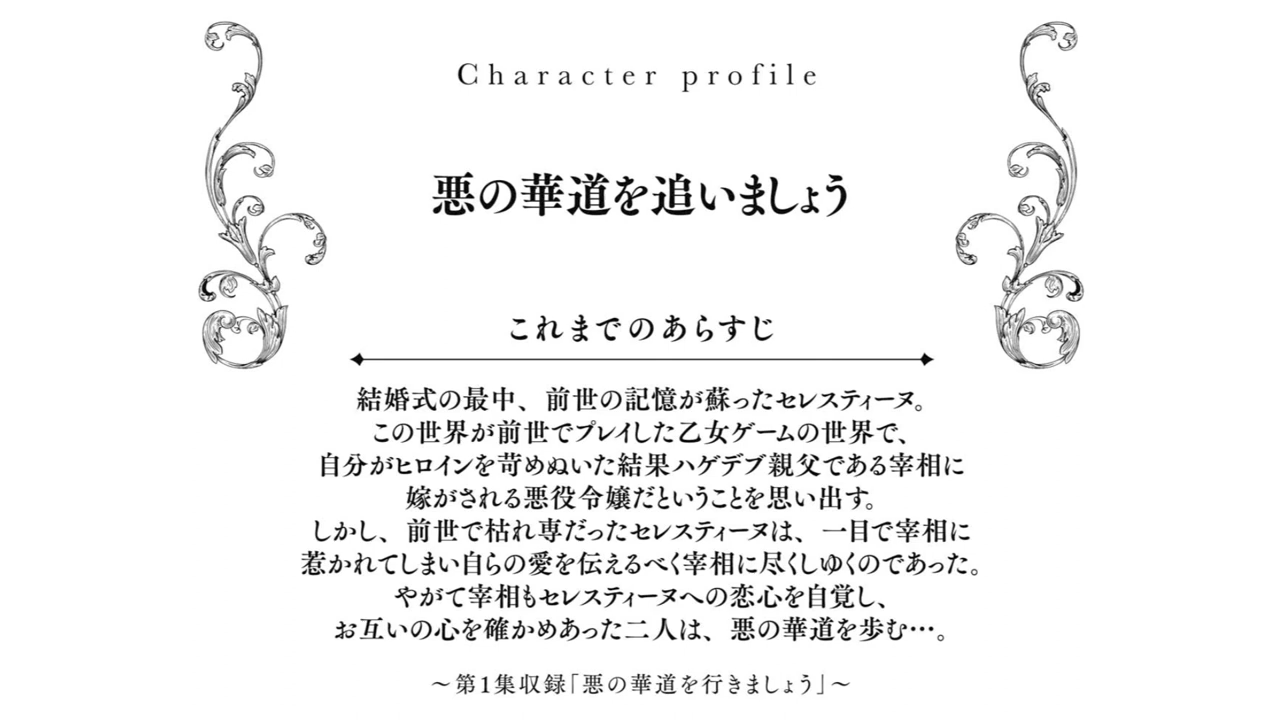 Character profile
悪の華道を追いましょう
これまでのあらすじ
結婚式の最中、前世の記憶が蘇ったセレスティーヌ。
この世界が前世でプレイした乙女ゲームの世界で、
自分がヒロインを苛めぬいた結果ハゲデブ親父である宰相に
嫁がされる悪役令嬢だということを思い出す。
しかし、前世で枯れ専だったセレスティーヌは、一目で宰相に
惹かれてしまい自らの愛を伝えるべく宰相に尽くしゆくのであった。
やがて宰相もセレスティーヌへの恋心を自覚し、
お互いの心を確かめあった二人は、悪の華道を歩む…。
～第1集収録「悪の華道を行きましょう」～